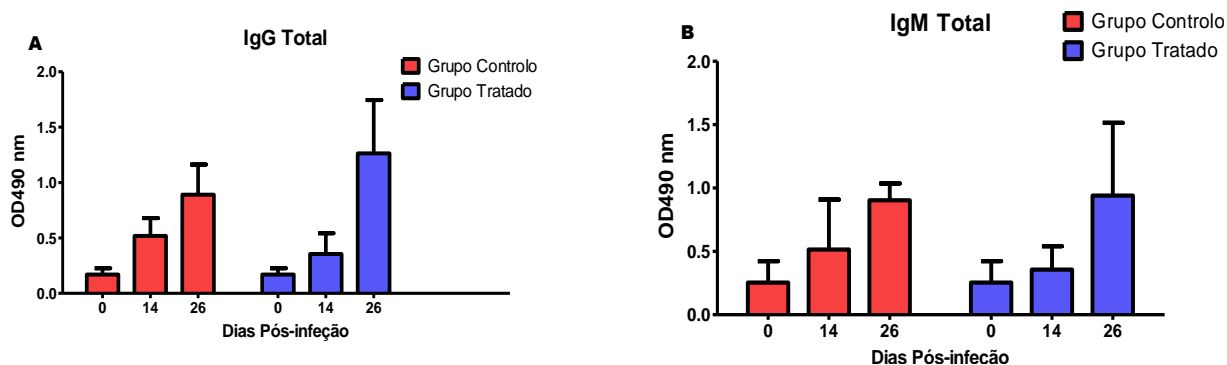 A
IgG Total
Grupo Controlo
Grupo Tratado
2.0
1.5
1.0
0.5
0.0
OD490 nm
0 14 26 0 14 26
Dias Pós-infeção
B
IgM Total
Grupo Controlo
Grupo Tratado
2.0
1.5
1.0
0.5
0.0
OD490 nm
0 14 26 0 14 26
Dias Pós-infeção